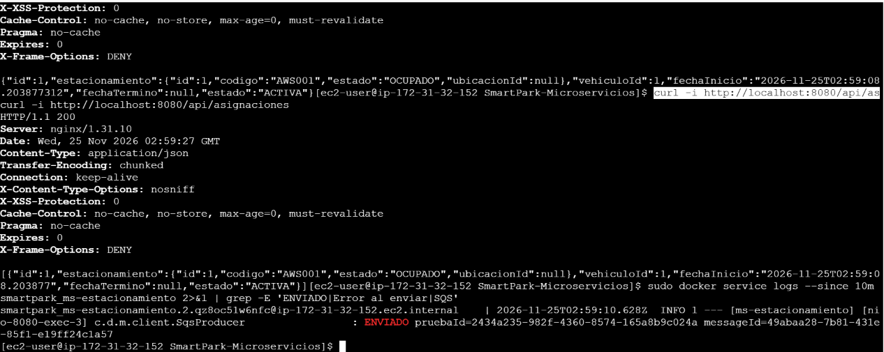 X-XSS-Protection: 0
Cache-Control: no-cache, no-store, max-age=0, must-revalidate
Pragma: no-cache
Expires: 0
X-Frame-Options: DENY

{"id":1,"estacionamiento":{"id":1,"codigo":"AWS001","estado":"OCUPADO","ubicacionId":null},"vehiculoId":1,"fechaInicio":"2026-11-25T02:59:08
.203877312","fechaTermino":null,"estado":"ACTIVA"}[ec2-user@ip-172-31-32-152 SmartPark-Microservicios]$ curl -i http://localhost:8080/api/as
curl -i http://localhost:8080/api/asignaciones
HTTP/1.1 200
Server: nginx/1.31.10
Date: Wed, 25 Nov 2026 02:59:27 GMT
Content-Type: application/json
Transfer-Encoding: chunked
Connection: keep-alive
X-Content-Type-Options: nosniff
X-XSS-Protection: 0
Cache-Control: no-cache, no-store, max-age=0, must-revalidate
Pragma: no-cache
Expires: 0
X-Frame-Options: DENY

[{"id":1,"estacionamiento":{"id":1,"codigo":"AWS001","estado":"OCUPADO","ubicacionId":null},"vehiculoId":1,"fechaInicio":"2026-11-25T02:59:0
8.203877","fechaTermino":null,"estado":"ACTIVA"}][ec2-user@ip-172-31-32-152 SmartPark-Microservicios]$ sudo docker service logs --since 10m
smartpark_ms-estacionamiento 2>&1 | grep -E 'ENVIADO|Error al enviar|SQS'
smartpark_ms-estacionamiento.2.qz8oc51w6nfc@ip-172-31-32-152.ec2.internal    | 2026-11-25T02:59:10.628Z  INFO 1 --- [ms-estacionamiento] [ni
o-8080-exec-3] c.d.m.client.SqsProducer                 : ENVIADO pruebaId=2434a235-982f-4360-8574-165a8b9c024a messageId=49abaa28-7b81-431e
-85f1-e19ff24c1a57
[ec2-user@ip-172-31-32-152 SmartPark-Microservicios]$